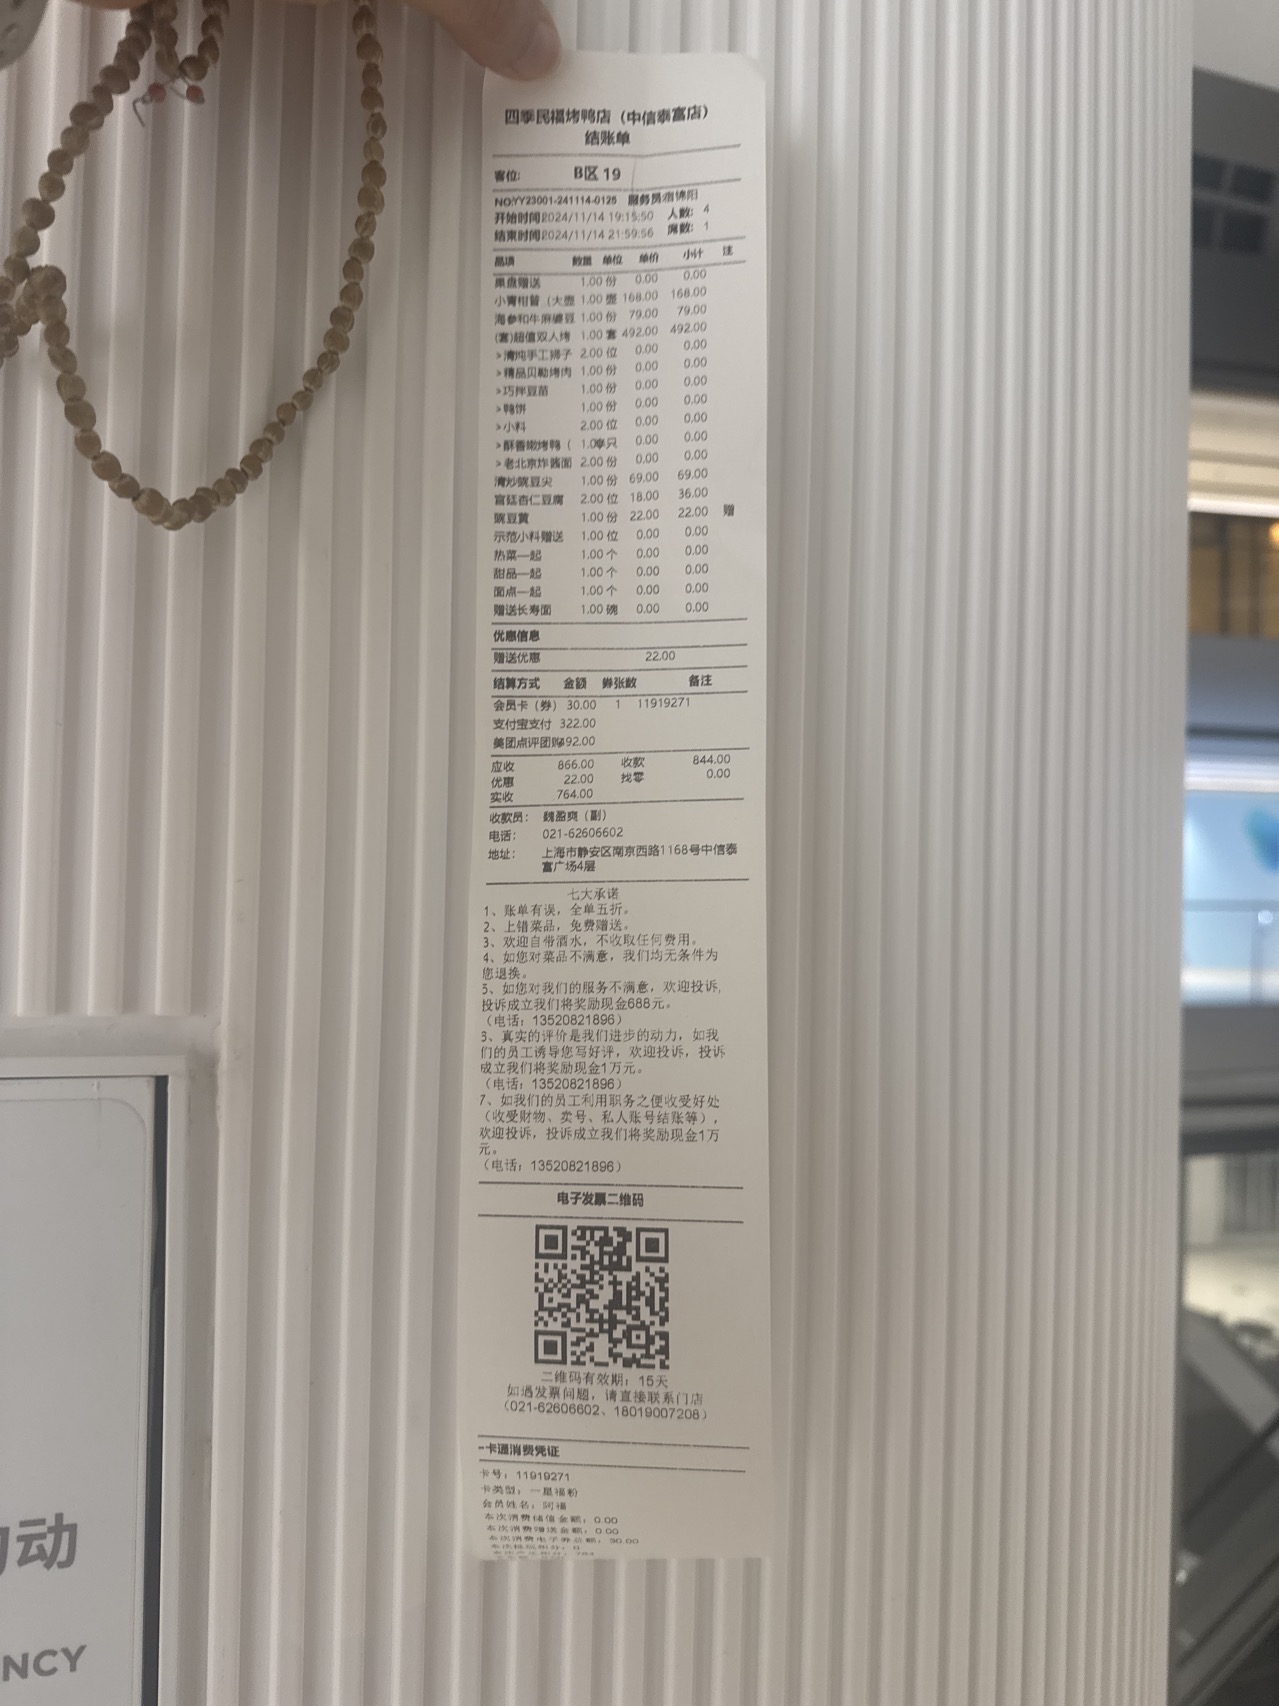 四季民福烤鸭店（中信泰富店）
结账单
客位： B区 19
NO:YY23001-241114-0125 服务员:锦阳
开始时间2024/11/14 19:15:50 人数： 4
结束时间2024/11/14 21:59:56 席数： 1
品项 数量 单位 单价 小计 注
果盘赠送 1.00 份 0.00 0.00
小青柑普（大壶 1.00 壶 168.00 168.00
海参和牛麻婆豆 1.00 份 79.00 79.00
(套)超值双人烤 1.00 套 492.00 492.00
>清炖手工狮子 2.00 位 0.00 0.00
>精品贝勒烤肉 1.00 份 0.00 0.00
>巧拌豆苗 1.00 份 0.00 0.00
>鸭饼 1.00 份 0.00 0.00
>小料 2.00 位 0.00 0.00
>酥香嫩烤鸭（ 1.0 只 0.00 0.00
>老北京炸酱面 2.00 份 0.00 0.00
清炒豌豆尖 1.00 份 69.00 69.00
宫廷杏仁豆腐 2.00 位 18.00 36.00
豌豆黄 1.00 份 22.00 22.00 赠
示范小料赠送 1.00 位 0.00 0.00
热菜一起 1.00 个 0.00 0.00
甜品一起 1.00 个 0.00 0.00
面点一起 1.00 个 0.00 0.00
赠送长寿面 1.00 碗 0.00 0.00
优惠信息
赠送优惠 22.00
结算方式 金额 券张数 备注
会员卡（券） 30.00 1 11919271
支付宝支付 322.00
美团点评团购492.00
应收 866.00 收款 844.00
优惠 22.00 找零 0.00
实收 764.00
收款员： 魏盈爽（副）
电话： 021-62606602
地址： 上海市静安区南京西路1168号中信泰
富广场4层
七大承诺
1、账单有误，全单五折。
2、上错菜品，免费赠送。
3、欢迎自带酒水，不收取任何费用。
4、如您对菜品不满意，我们均无条件为
您退换。
5、如您对我们的服务不满意，欢迎投诉，
投诉成立我们将奖励现金688元。
（电话：13520821896）
3、真实的评价是我们进步的动力，如我
们的员工诱导您写好评，欢迎投诉，投诉
成立我们将奖励现金1万元。
（电话：13520821896）
7、如我们的员工利用职务之便收受好处
（收受财物、卖号、私人账号结账等），
欢迎投诉，投诉成立我们将奖励现金1万
元。
（电话：13520821896）
电子发票二维码
二维码有效期：15天
如遇发票问题，请直接联系门店
（021-62606602、18019007208）
一卡通消费凭证
卡号：11919271
卡类型：一星福粉
会员姓名：阿福
本次消费储值金额：0.00
本次消费赠送金额：0.00
本次消费电子券总额：30.00
动
NCY